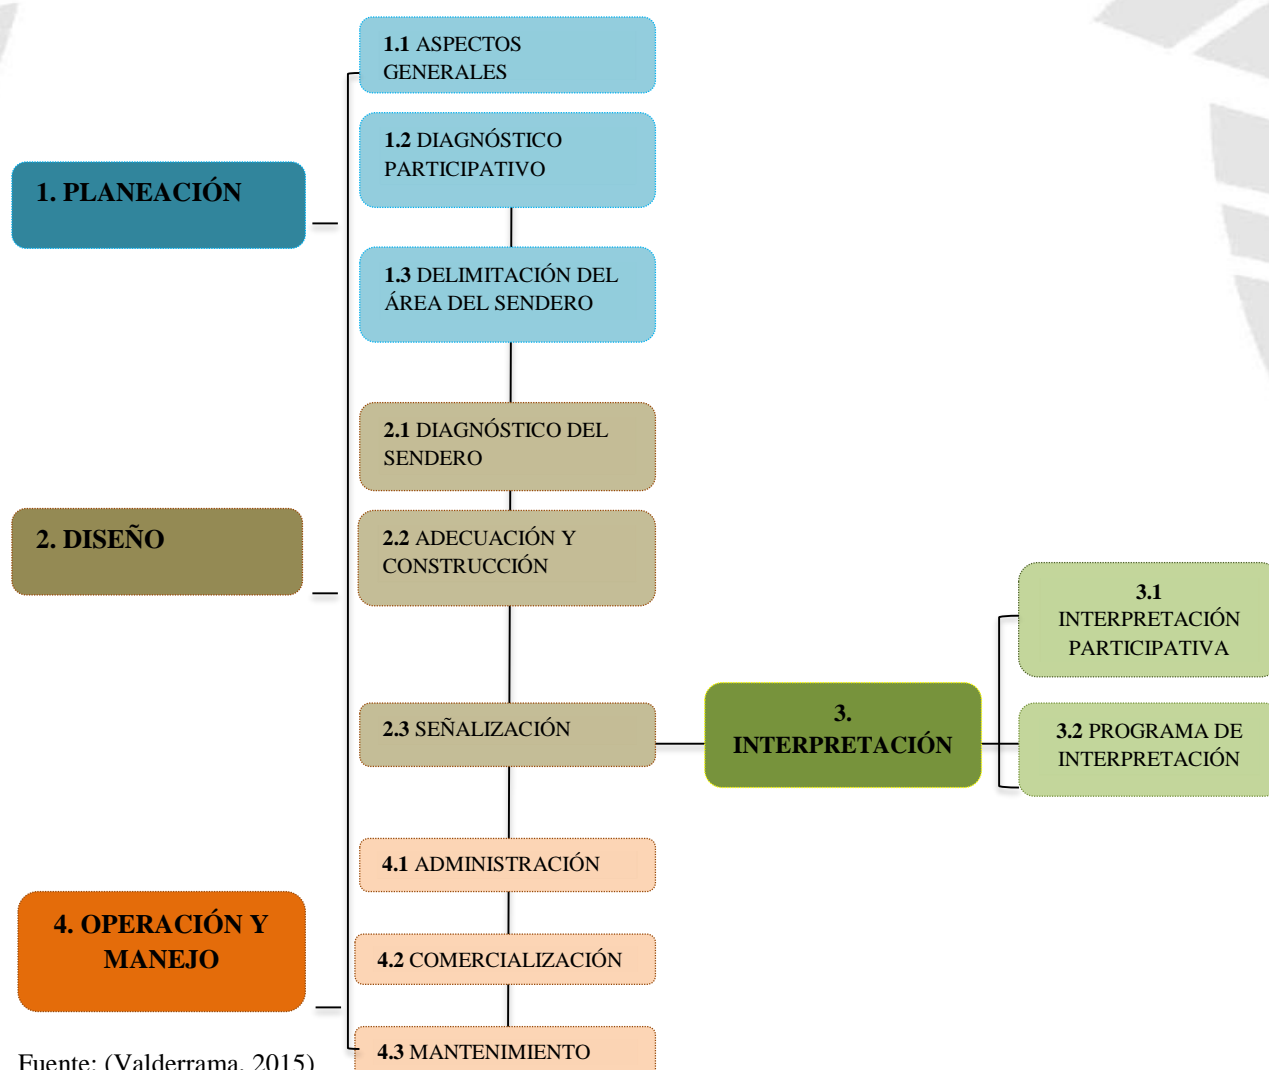 1.1 ASPECTOS
GENERALES
1.2 DIAGNÓSTICO
PARTICIPATIVO
1. PLANEACIÓN
1.3 DELIMITACIÓN DEL
ÁREA DEL SENDERO
2.1 DIAGNÓSTICO DEL
SENDERO
2. DISEÑO
2.2 ADECUACIÓN Y
CONSTRUCCIÓN
2.3 SEÑALIZACIÓN
3.
INTERPRETACIÓN
3.1
INTERPRETACIÓN
PARTICIPATIVA
3.2 PROGRAMA DE
INTERPRETACIÓN
4.1 ADMINISTRACIÓN
4. OPERACIÓN Y
MANEJO
4.2 COMERCIALIZACIÓN
4.3 MANTENIMIENTO
Fuente: (Valderrama, 2015)